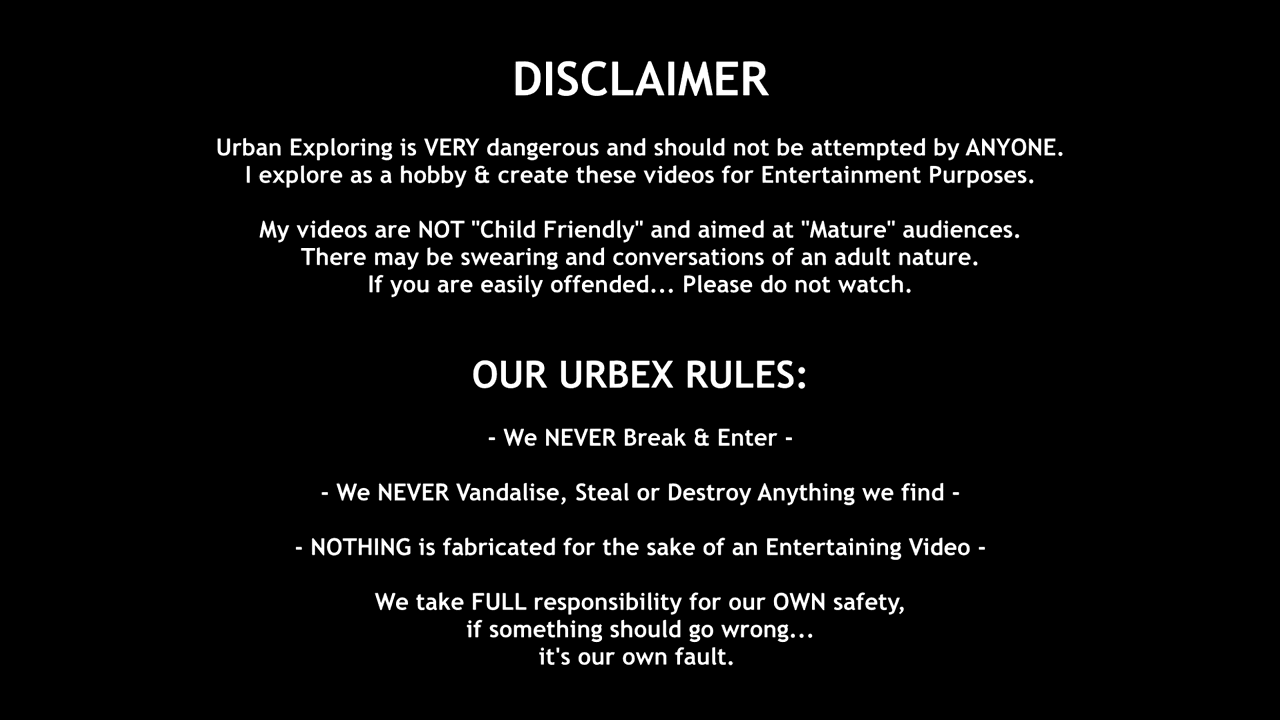 DISCLAIMER
Urban Exploring is VERY dangerous and should not be attempted by ANYONE.
I explore as a hobby & create these videos for Entertainment Purposes.
My videos are NOT "Child Friendly" and aimed at "Mature" audiences.
There may be swearing and conversations of an adult nature.
If you are easily offended... Please do not watch.
OUR URBEX RULES:
- We NEVER Break & Enter -
- We NEVER Vandalise, Steal or Destroy Anything we find -
- NOTHING is fabricated for the sake of an Entertaining Video -
We take FULL responsibility for our OWN safety,
if something should go wrong...
it's our own fault.